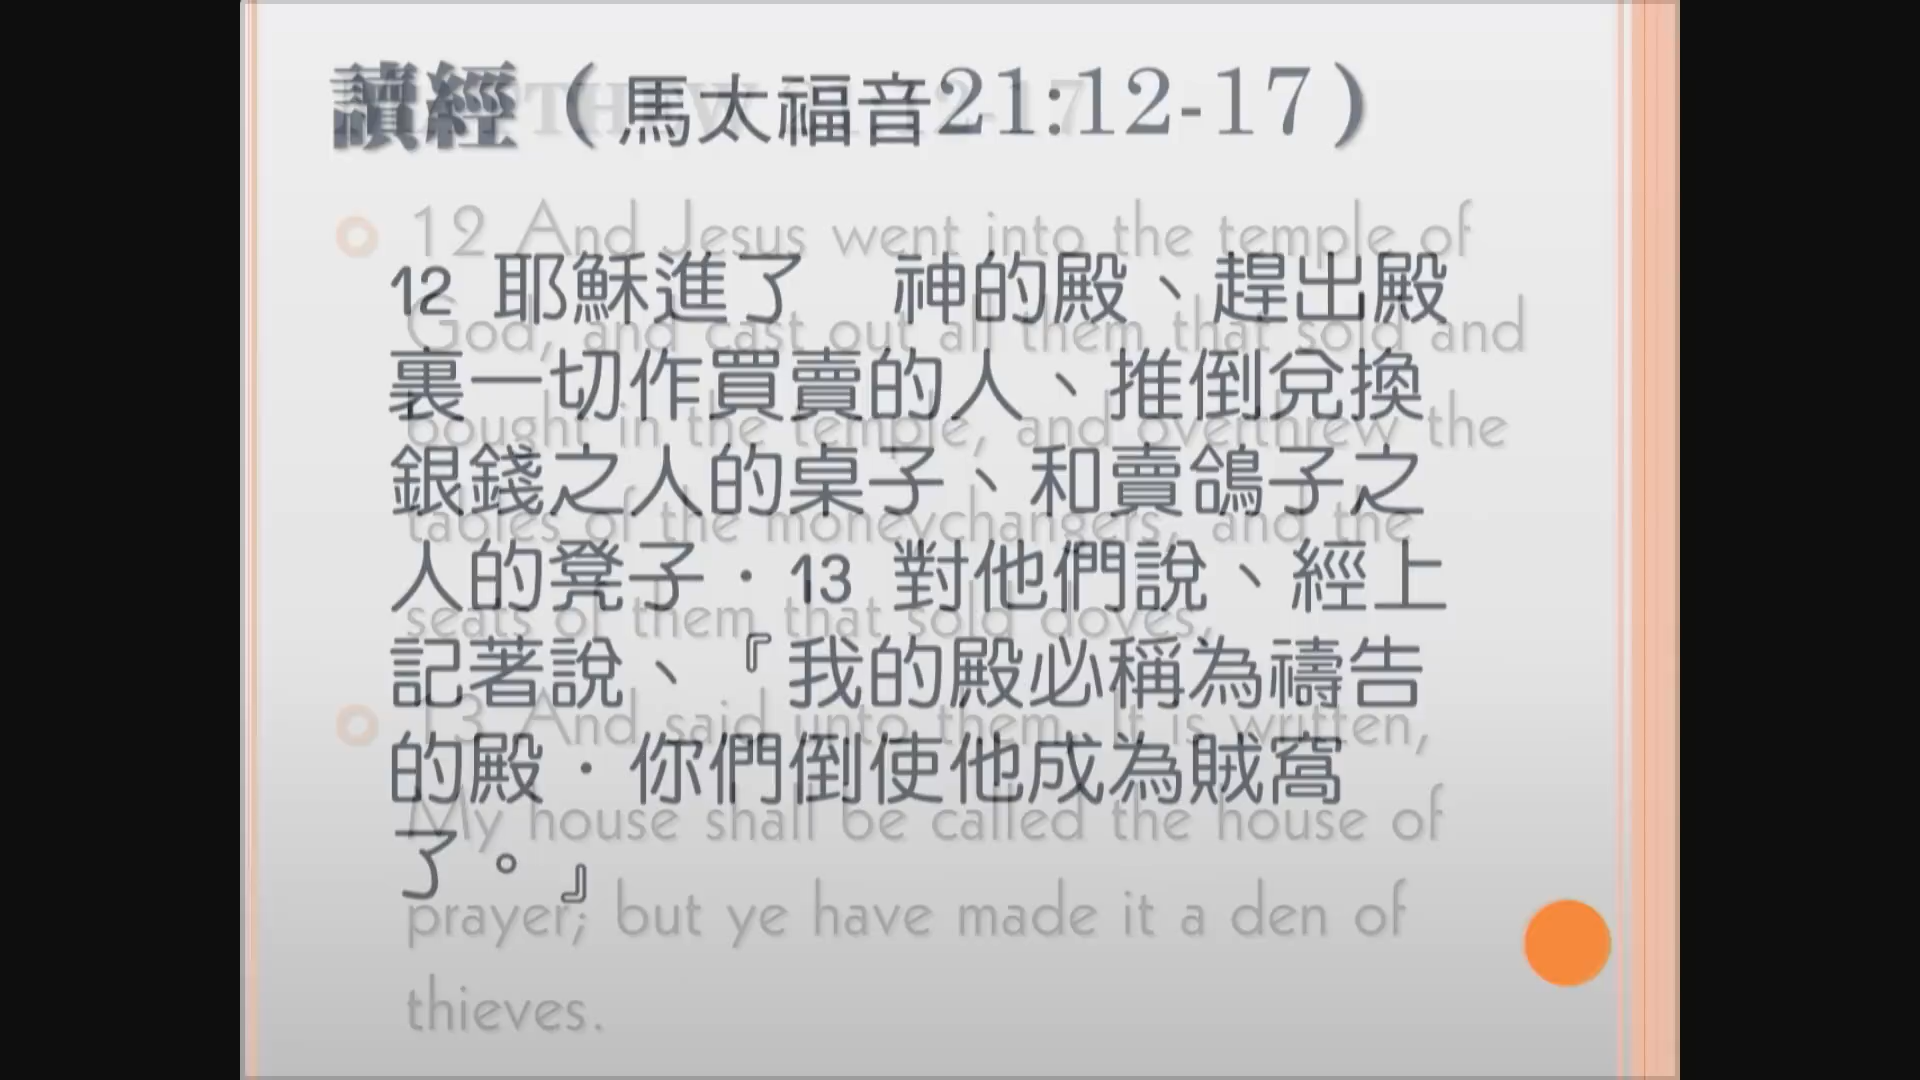 讀經（馬太福音21:12-17）
12 耶穌進了　神的殿、趕出殿
裏一切作買賣的人、推倒兌換
銀錢之人的桌子、和賣鴿子之
人的凳子．13 對他們說、經上
記著說、『我的殿必稱為禱告
的殿．你們倒使他成為賊窩
了。』
12 And Jesus went into the temple of
God, and cast out all them that sold and
bought in the temple, and overthrew the
tables of the moneychangers, and the
seats of them that sold doves,
13 And said unto them, It is written,
My house shall be called the house of
prayer; but ye have made it a den of
thieves.